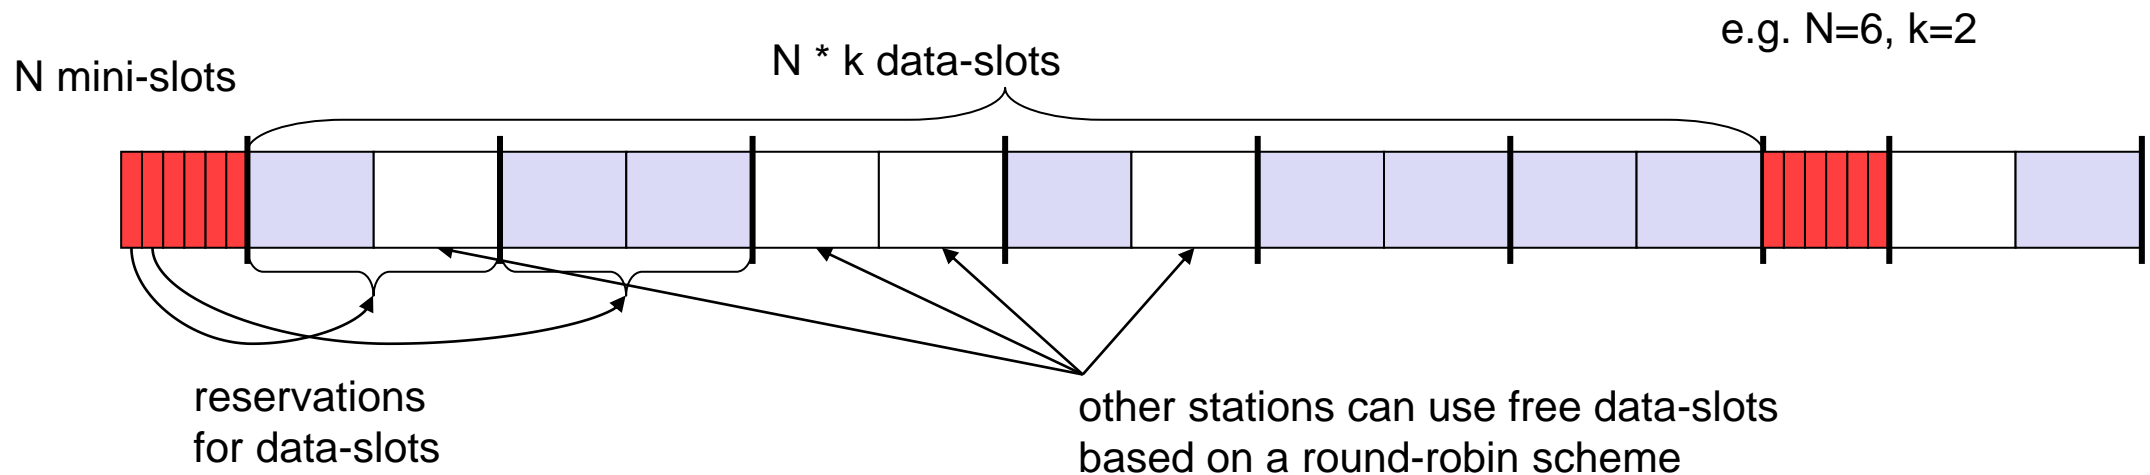 e.g. N=6, k=2
N * k data-slots
N mini-slots
reservations
for data-slots
other stations can use free data-slots
based on a round-robin scheme